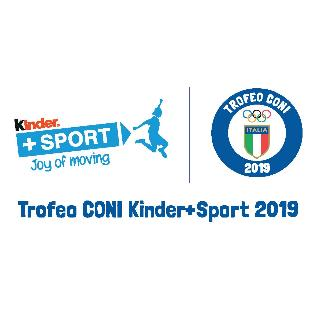 kinder
+ SPORT
Joy of moving
TROFEO CONI
ITALIA
2019
Trofeo CONI Kinder+Sport 2019